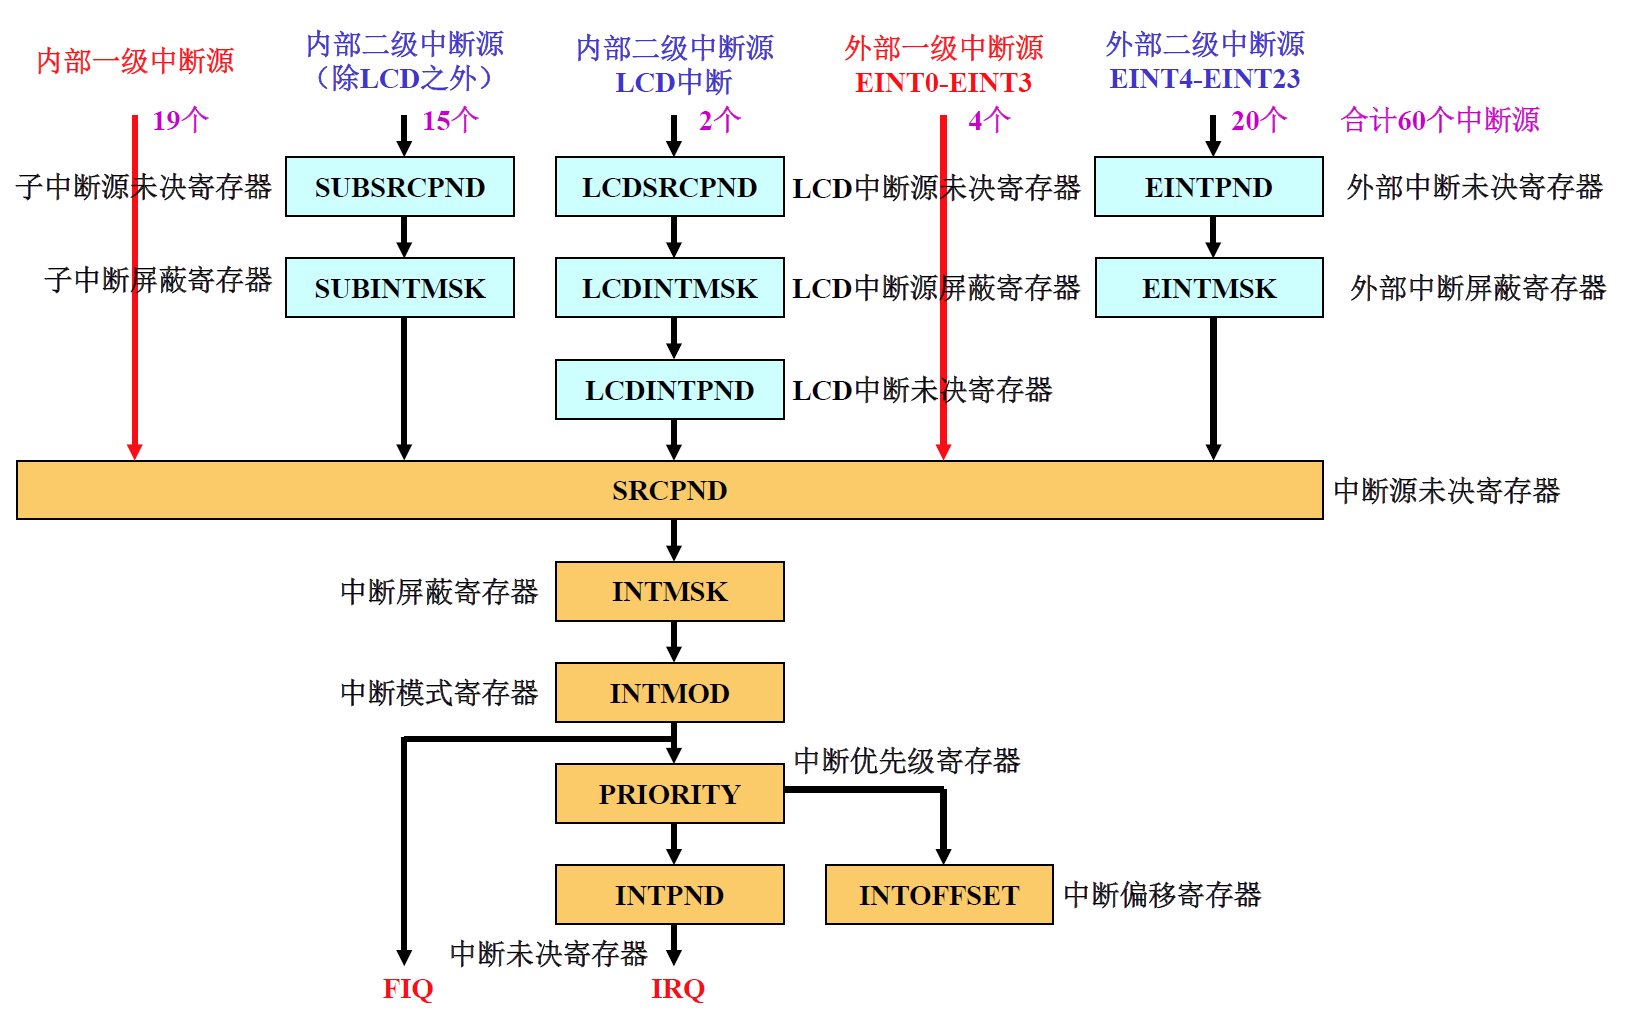 内部一级中断源
内部二级中断源
（除LCD之外）
内部二级中断源
LCD中断
外部一级中断源
EINT0-EINT3
外部二级中断源
EINT4-EINT23
19个
15个
2个
4个
20个
合计60个中断源
子中断源未决寄存器
SUBSRCPND
LCDSRCPND
LCD中断源未决寄存器
EINTPND
外部中断未决寄存器
子中断屏蔽寄存器
SUBINTMSK
LCDINTMSK
LCD中断源屏蔽寄存器
EINTMSK
外部中断屏蔽寄存器
LCDINTPND
LCD中断未决寄存器
SRCPND
中断源未决寄存器
中断屏蔽寄存器
INTMSK
中断模式寄存器
INTMOD
中断优先级寄存器
PRIORITY
INTPND
INTOFFSET
中断偏移寄存器
中断未决寄存器
FIQ
IRQ